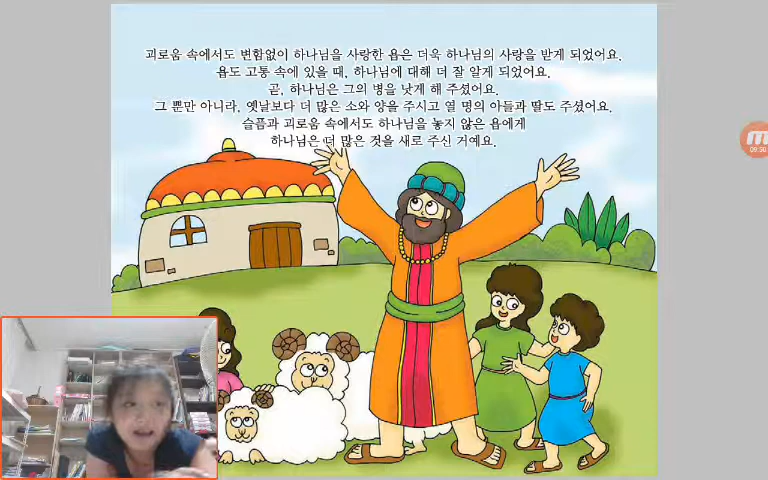 괴로움 속에서도 변함없이 하나님을 사랑한 욥은 더욱 하나님의 사랑을 받게 되었어요.
욥도 고통 속에 있을 때, 하나님에 대해 더 잘 알게 되었어요.
곧, 하나님은 그의 병을 낫게 해 주셨어요.
그 뿐만 아니라, 옛날보다 더 많은 소와 양을 주시고 열 명의 아들과 딸도 주셨어요.
슬픔과 괴로움 속에서도 하나님을 놓지 않은 욥에게
하나님은 더 많은 것을 새로 주신 거예요.
09:50